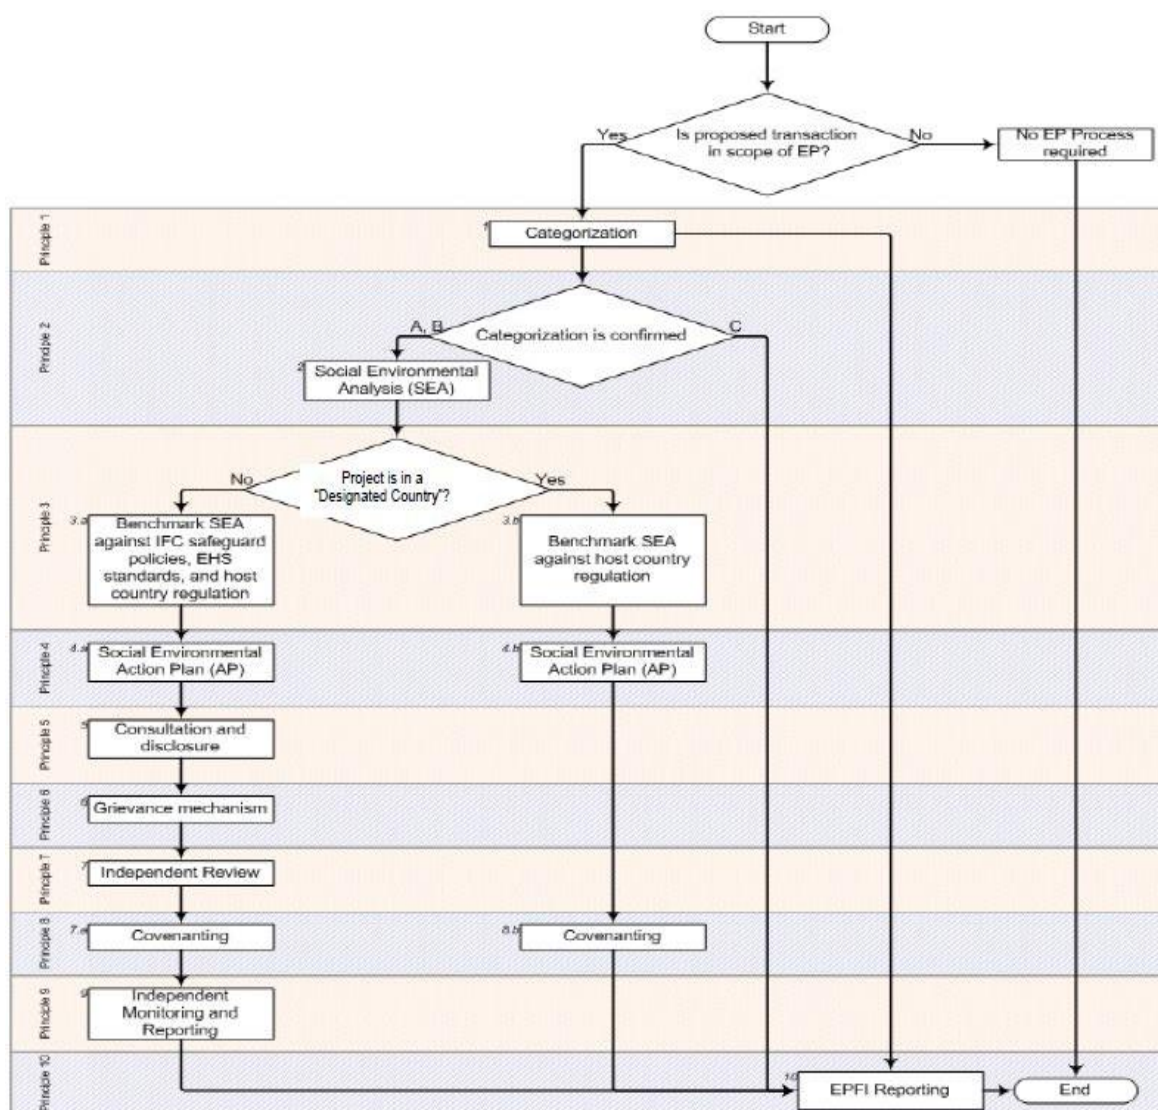 Start
Is proposed transaction
in scope of EP?
Yes
No
No EP Process
required
Principle 1
1
Categorization
Principle 2
Categorization is confirmed
A, B
C
2
Social Environmental
Analysis (SEA)
Principle 3
Project is in a
“Designated Country”?
No
Yes
3.a
Benchmark SEA
against IFC safeguard
policies, EHS
standards, and host
country regulation
3.b
Benchmark SEA
against host country
regulation
Principle 4
4.a
Social Environmental
Action Plan (AP)
4.b
Social Environmental
Action Plan (AP)
Principle 5
5
Consultation and
disclosure
Principle 6
6
Grievance mechanism
Principle 7
7
Independent Review
Principle 8
7.a
Covenanting
8.b
Covenanting
Principle 9
9
Independent
Monitoring and
Reporting
Principle 10
10
EPFI Reporting
End